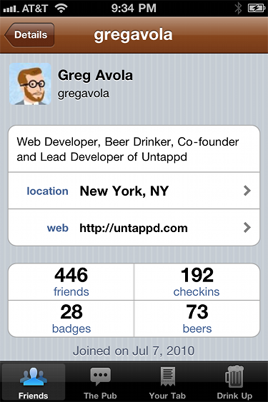 AT&T 9:34 PM
Details gregavola
Greg Avola
gregavola
Web Developer, Beer Drinker, Co-founder
and Lead Developer of Untappd
location New York, NY
web http://untappd.com
446 192
friends checkins
28 73
badges beers
Joined on Jul 7, 2010
Friends The Pub Your Tab Drink Up